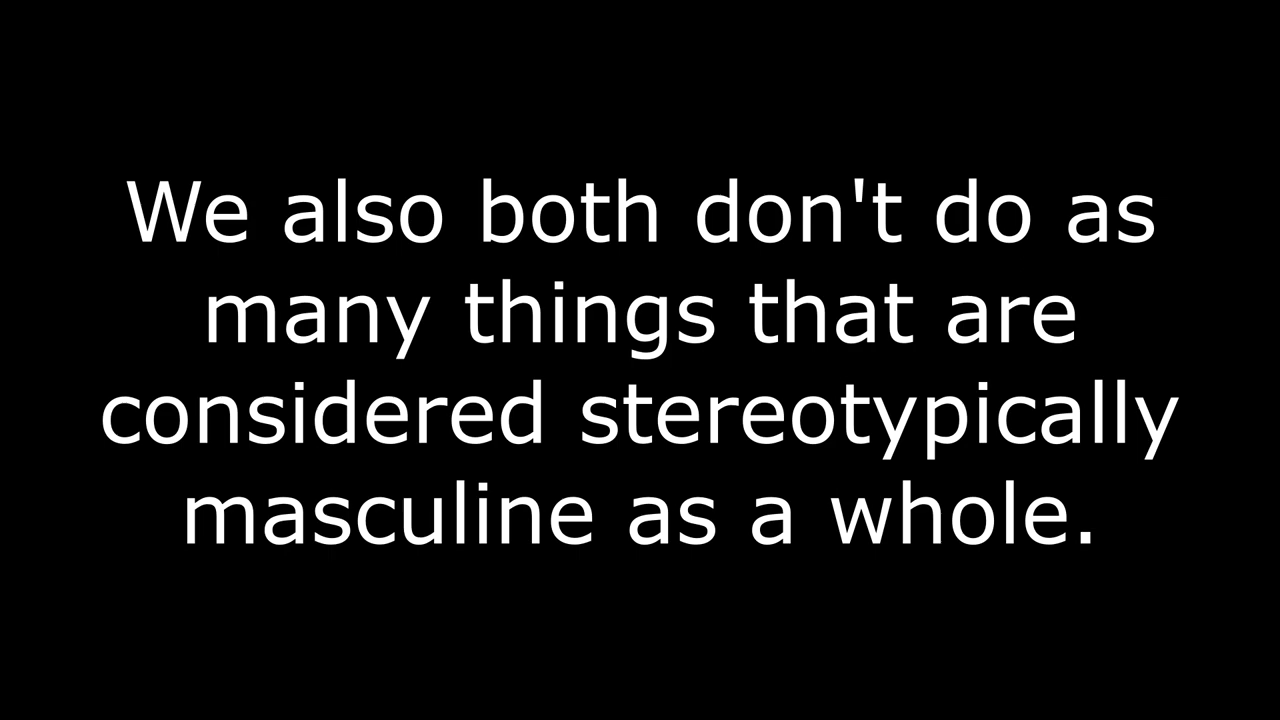 We also both don't do as
many things that are
considered stereotypically
masculine as a whole.